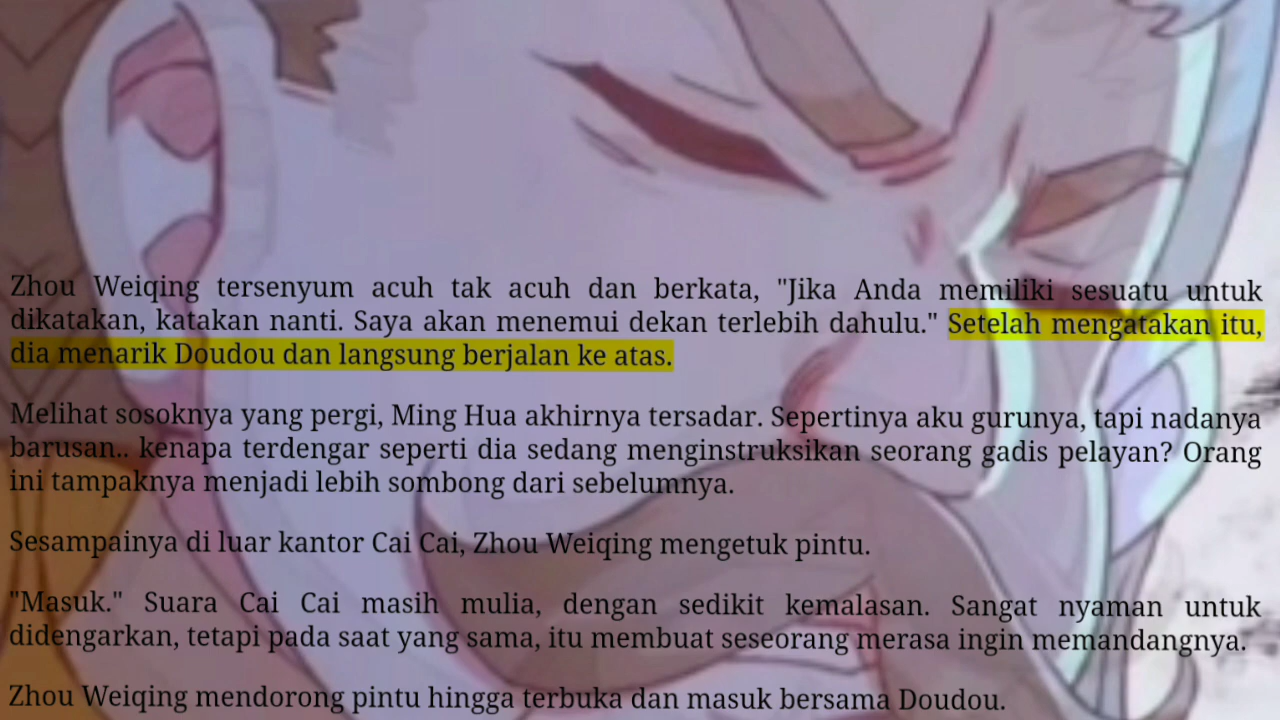 Zhou Weiqing tersenyum acuh tak acuh dan berkata, "Jika Anda memiliki sesuatu untuk
dikatakan, katakan nanti. Saya akan menemui dekan terlebih dahulu." Setelah mengatakan itu,
dia menarik Doudou dan langsung berjalan ke atas.
Melihat sosoknya yang pergi, Ming Hua akhirnya tersadar. Sepertinya aku gurunya, tapi nadanya
barusan.. kenapa terdengar seperti dia sedang menginstruksikan seorang gadis pelayan? Orang
ini tampaknya menjadi lebih sombong dari sebelumnya.
Sesampainya di luar kantor Cai Cai, Zhou Weiqing mengetuk pintu.
"Masuk." Suara Cai Cai masih mulia, dengan sedikit kemalasan. Sangat nyaman untuk
didengarkan, tetapi pada saat yang sama, itu membuat seseorang merasa ingin memandangnya.
Zhou Weiqing mendorong pintu hingga terbuka dan masuk bersama Doudou.